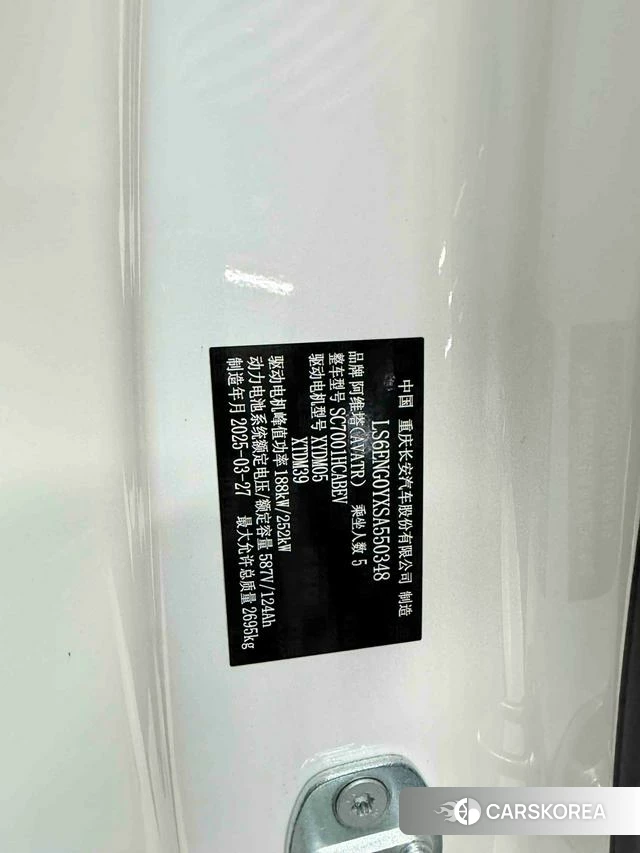 中国 重庆长安汽车股份有限公司 制造
LS6ENG0YXSA550348
品牌 阿维塔(AVATR) 乘坐人数 5
整车型号 SC7001HCABEV
驱动电机型号 XYDM05
XTDM39
驱动电机峰值功率 188kW/252kW
动力电池系统额定电压/额定容量 587V/124Ah
制造年月 2025-03-27 最大允许总质量 2695kg
CARSKOREA